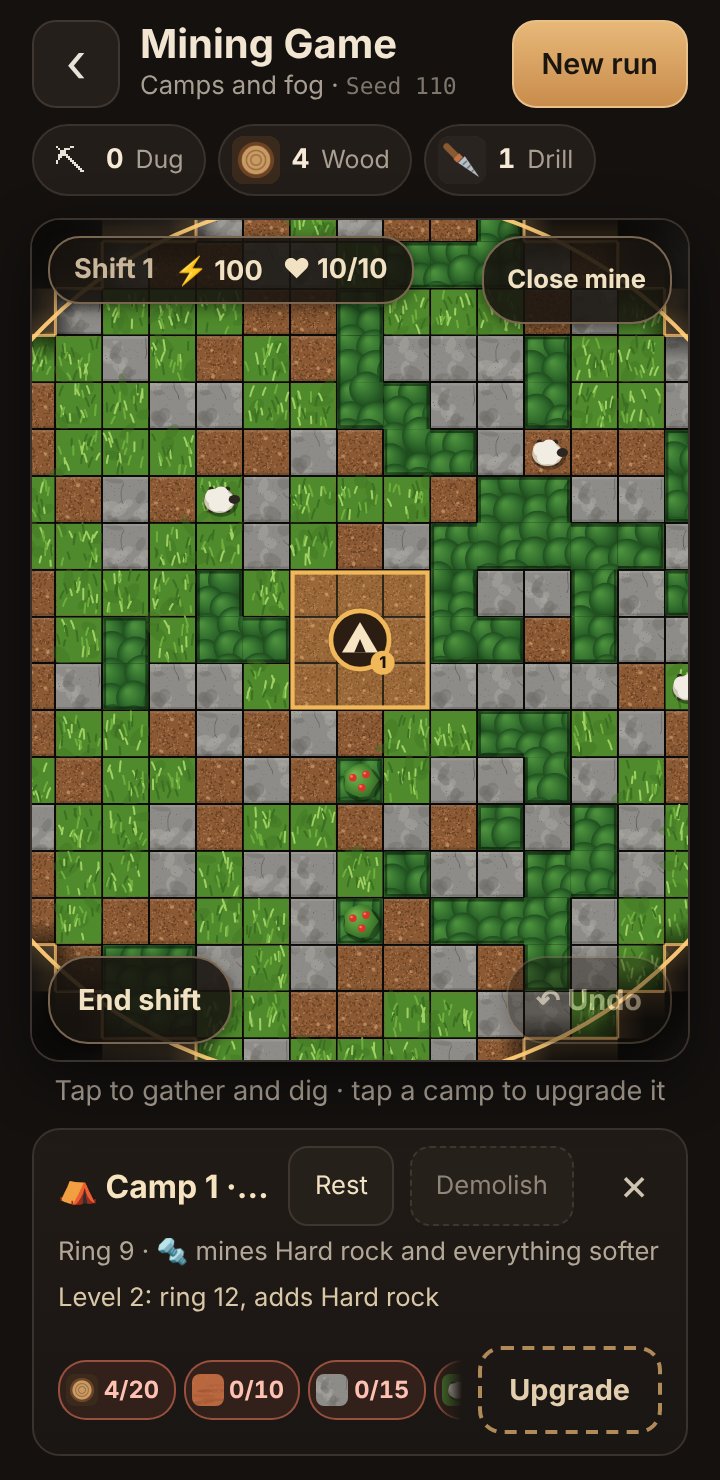 Mining Game
Camps and fog · Seed 110
New run
0 Dug
4 Wood
1 Drill
Shift 1 ⚡ 100 ♥ 10/10
Close mine
1
End shift
↶ Undo
Tap to gather and dig · tap a camp to upgrade it
Camp 1 ·…
Rest
Demolish
✕
Ring 9 · 🔩 mines Hard rock and everything softer
Level 2: ring 12, adds Hard rock
4/20
0/10
0/15
Upgrade